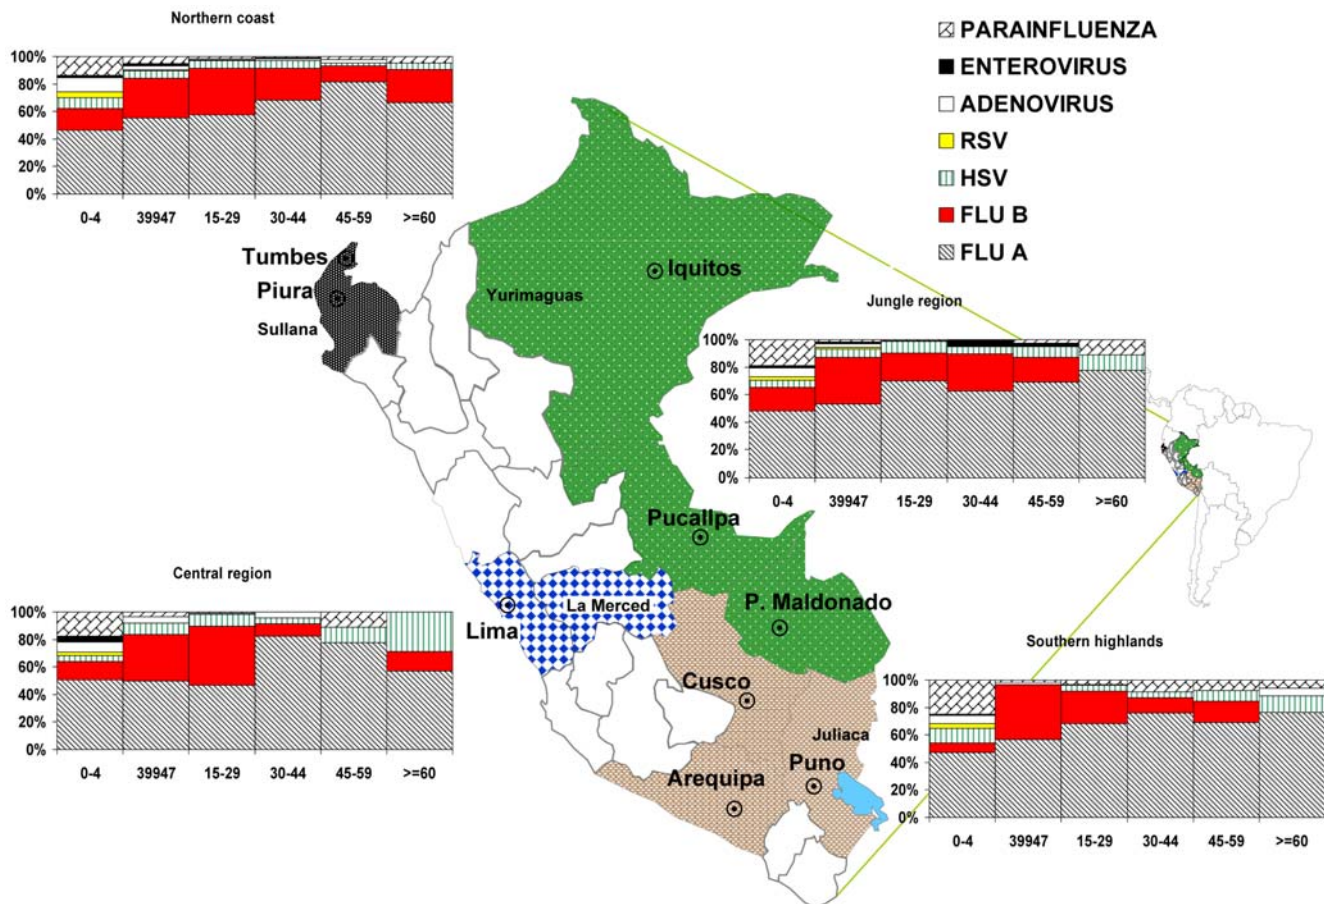 Northern coast
100%
80%
60%
40%
20%
0%
0-4 39947 15-29 30-44 45-59 >=60
PARAINFLUENZA
ENTEROVIRUS
ADENOVIRUS
RSV
HSV
FLU B
FLU A
Tumbes
Piura
Sullana
Iquitos
Yurimaguas
Jungle region
100%
80%
60%
40%
20%
0%
0-4 39947 15-29 30-44 45-59 >=60
Pucallpa
P. Maldonado
La Merced
Lima
Central region
100%
80%
60%
40%
20%
0%
0-4 39947 15-29 30-44 45-59 >=60
Cusco
Juliaca
Arequipa
Puno
Southern highlands
100%
80%
60%
40%
20%
0%
0-4 39947 15-29 30-44 45-59 >=60